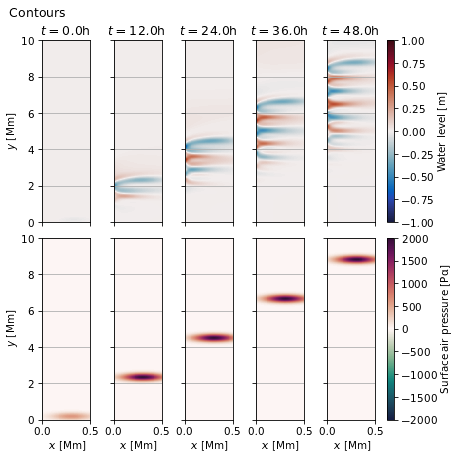 Contours
t = 0.0h
t = 12.0h
t = 24.0h
t = 36.0h
t = 48.0h
10
8
6
4
2
0
y [Mm]
1.00
0.75
0.50
0.25
0.00
−0.25
−0.50
−0.75
−1.00
Water level [m]
10
8
6
4
2
0
y [Mm]
0.0 0.5
0.0 0.5
0.0 0.5
0.0 0.5
0.0 0.5
x [Mm]
x [Mm]
x [Mm]
x [Mm]
x [Mm]
2000
1500
1000
500
0
−500
−1000
−1500
−2000
Surface air pressure [Pa]